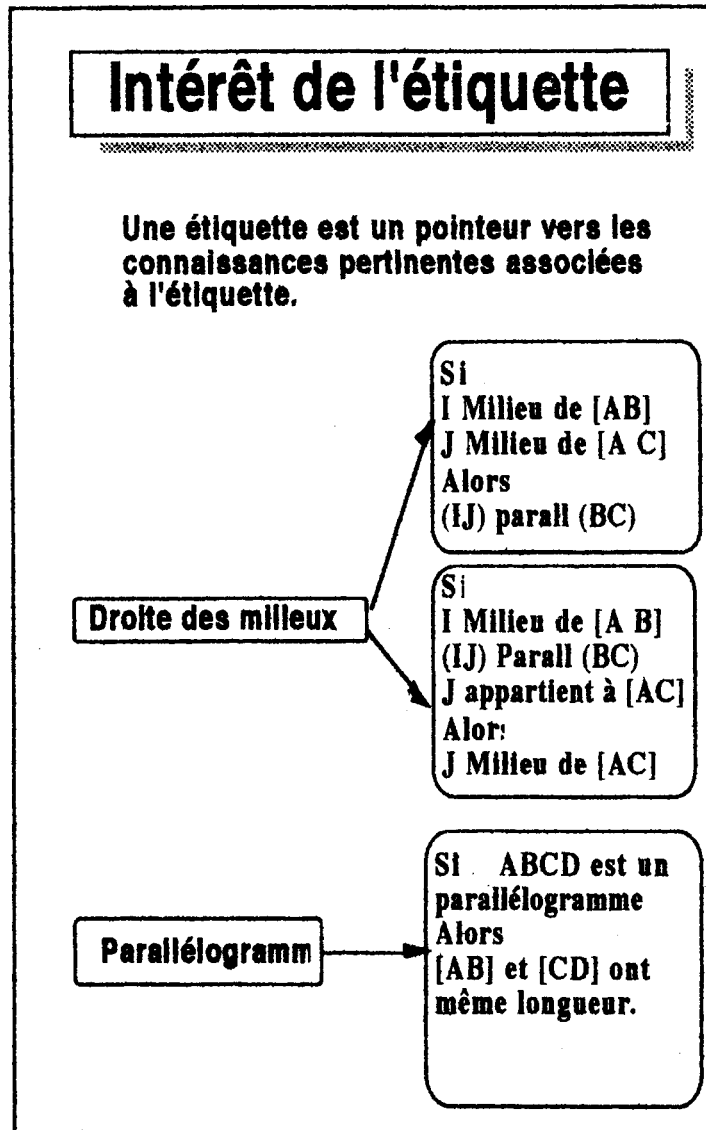 Intérêt de l'étiquette
Une étiquette est un pointeur vers les
connaissances pertinentes associées
à l'étiquette.
Si
I Milieu de [AB]
J Milieu de [A C]
Alors
(IJ) parall (BC)
Droite des milieux
Si
I Milieu de [A B]
(IJ) Parall (BC)
J appartient à [AC]
Alors
J Milieu de [AC]
Parallélogramm
Si ABCD est un
parallélogramme
Alors
[AB] et [CD] ont
même longueur.